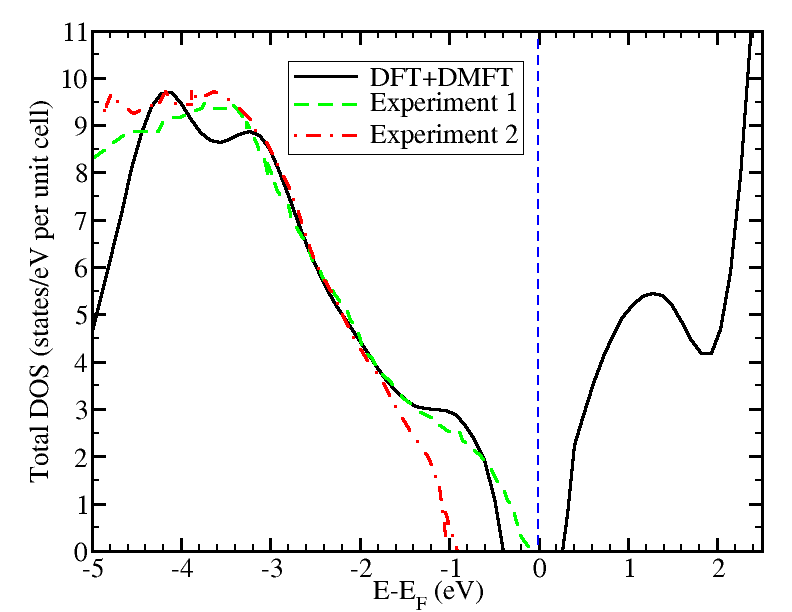 11
10
9
8
7
6
5
4
3
2
1
0
Total DOS (states/eV per unit cell)
DFT+DMFT
Experiment 1
Experiment 2
-5 -4 -3 -2 -1 0 1 2
E-E_F (eV)